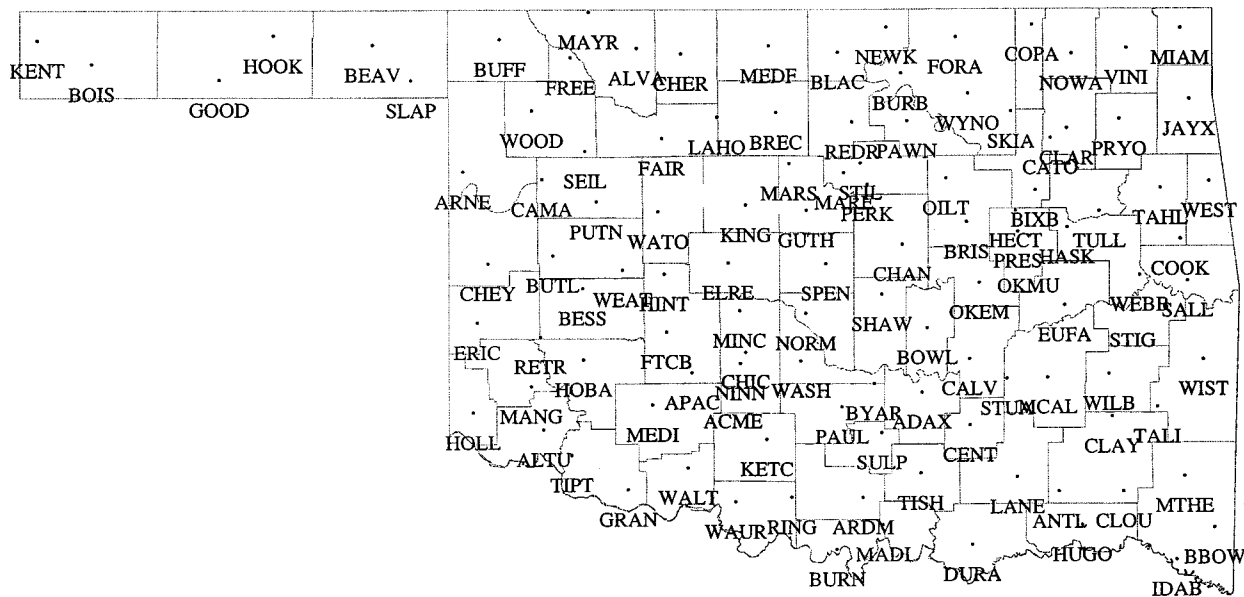 MAYR
COPA
NEWK
MIAM
KENT
HOOK
BUFF
FORA
BEAV
ALVA
CHER
MEDF
VINI
BLAC
NOWA
BOIS
FREE
BURB
GOOD
SLAP
WYNO
JAYX
WOOD
LAHO
BREC
SKIA
PRYO
REDR
PAWN
CLAR
FAIR
CATO
SEIL
MARS
STIL
ARNE
CAMA
MARE
PERK
OILT
WEST
BIXB
TAHL
PUTN
WATO
KING
GUTH
HECT
TULL
BRIS
PRES
HASK
COOK
CHAN
CHEY
BUTL
WEAT
HINT
ELRE
SPEN
OKMU
WEBR
SALL
BESS
SHAW
OKEM
EUFA
STIG
MINC
NORM
ERIC
RETR
FTCB
BOWL
HOBA
CHIC
NINN
WASH
CALV
WIST
APAC
STUM
MCAL
WILB
MANG
BYAR
ADAX
ACME
HOLL
MEDI
PAUL
TALI
CLAY
CENT
ALTU
KETC
SULP
TIPT
WALT
TISH
LANE
MTHE
GRAN
WAUR
RING
ARDM
ANTL
CLOU
MADI
HUGO
BBOW
BURN
DURA
IDAB